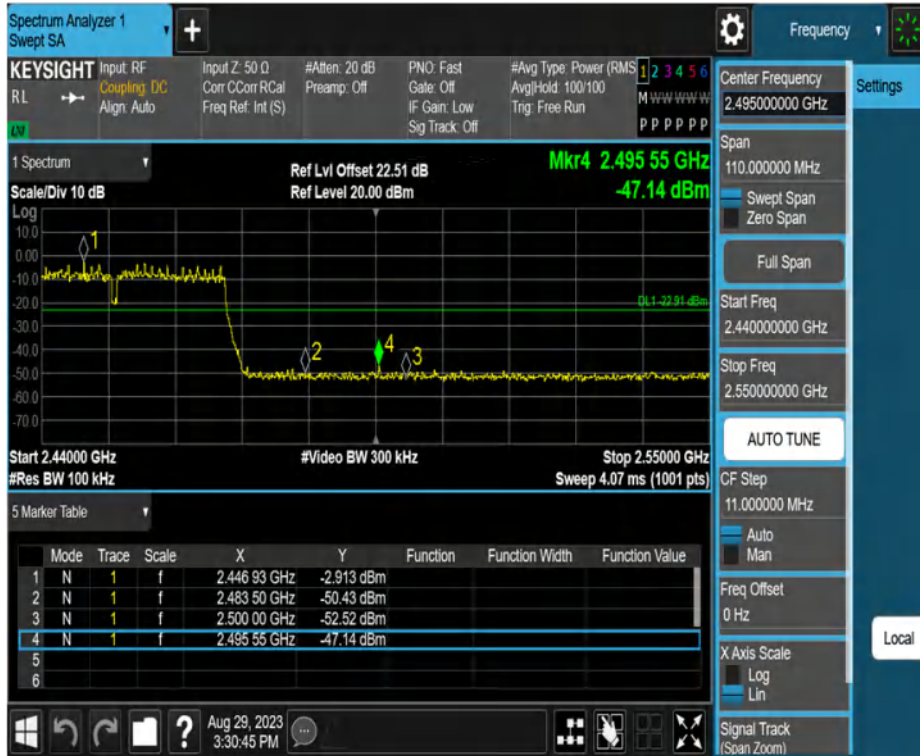 Spectrum Analyzer 1
Swept SA
Frequency
KEYSIGHT
RL
LXI
Input: RF
Coupling: DC
Align: Auto
Input Z: 50 Ω
Corr CCorr RCal
Freq Ref: Int (S)
#Atten: 20 dB
Preamp: Off
PNO: Fast
Gate: Off
IF Gain: Low
Sig Track: Off
#Avg Type: Power (RMS
Avg|Hold: 100/100
Trig: Free Run
1 2 3 4 5 6
M W W W W W
P P P P P P
1 Spectrum
Scale/Div 10 dB
Ref Lvl Offset 22.51 dB
Ref Level 20.00 dBm
Mkr4 2.495 55 GHz
-47.14 dBm
Log
10.0
0.00
-10.0
-20.0
-30.0
-40.0
-50.0
-60.0
-70.0
1
2
4
3
DL1 -22.91 dBm
Start 2.44000 GHz
#Res BW 100 kHz
#Video BW 300 kHz
Stop 2.55000 GHz
Sweep 4.07 ms (1001 pts)
5 Marker Table
Mode Trace Scale X Y Function Function Width Function Value
1 N 1 f 2.446 93 GHz -2.913 dBm
2 N 1 f 2.483 50 GHz -50.43 dBm
3 N 1 f 2.500 00 GHz -52.52 dBm
4 N 1 f 2.495 55 GHz -47.14 dBm
5
6
Aug 29, 2023
3:30:45 PM
Center Frequency
2.495000000 GHz
Span
110.000000 MHz
Swept Span
Zero Span
Full Span
Start Freq
2.440000000 GHz
Stop Freq
2.550000000 GHz
AUTO TUNE
CF Step
11.000000 MHz
Auto
Man
Freq Offset
0 Hz
X Axis Scale
Log
Lin
Signal Track
(Span Zoom)
Settings
Local